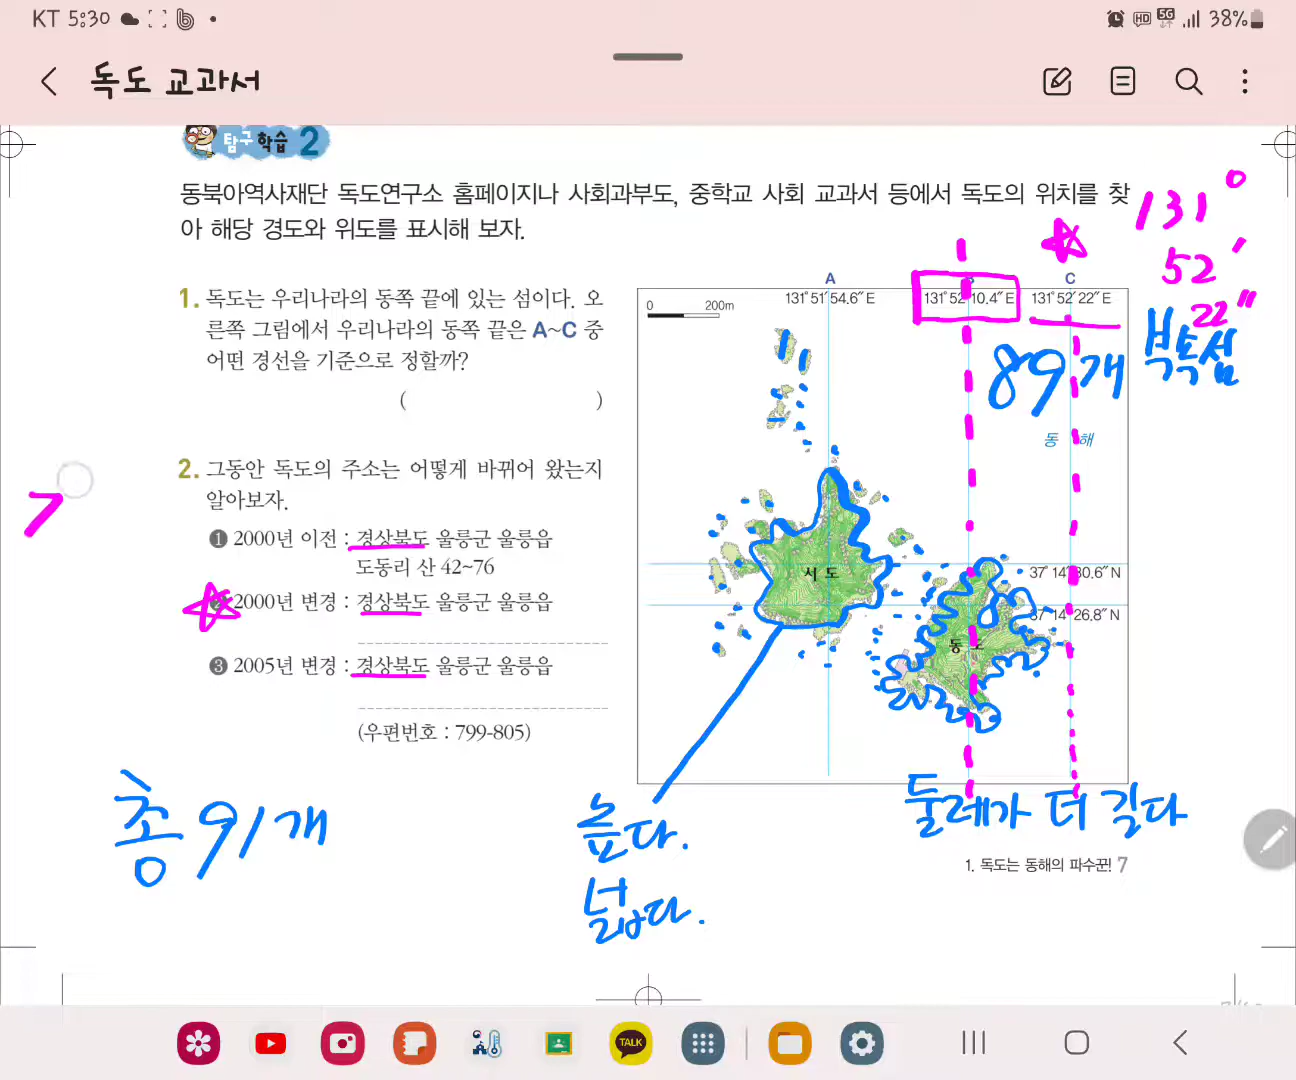 KT 5:30
38%
독도 교과서
탐구 학습 2
동북아역사재단 독도연구소 홈페이지나 사회과부도, 중학교 사회 교과서 등에서 독도의 위치를 찾
아 해당 경도와 위도를 표시해 보자.
1. 독도는 우리나라의 동쪽 끝에 있는 섬이다. 오
른쪽 그림에서 우리나라의 동쪽 끝은 A~C 중
어떤 경선을 기준으로 정할까?
( )
2. 그동안 독도의 주소는 어떻게 바뀌어 왔는지
알아보자.
❶ 2000년 이전 : 경상북도 울릉군 울릉읍
도동리 산 42~76
2000년 변경 : 경상북도 울릉군 울릉읍
❸ 2005년 변경 : 경상북도 울릉군 울릉읍
(우편번호 : 799-805)
7
총 91개
A
C
0 200m
131° 51′ 54.6″ E
131° 52′ 10.4″ E
131° 52′ 22″ E
131°
52′
22″
89개
부속섬
동 해
서 도
37° 14′ 30.6″ N
37° 14′ 26.8″ N
동 도
높다.
넓다.
둘레가 더 길다
1. 독도는 동해의 파수꾼! 7
TALK